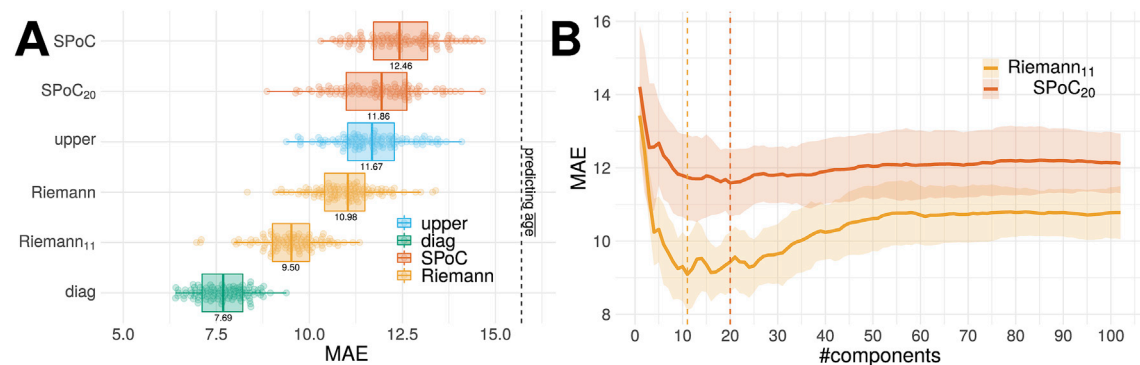 A
SPoC
12.46
SPoC₂₀
11.86
upper
11.67
Riemann
10.98
Riemann₁₁
9.50
diag
7.69
upper
diag
SPoC
Riemann
predicting age
5.0 7.5 10.0 12.5 15.0
MAE
B
16
14
12
10
8
MAE
Riemann₁₁
SPoC₂₀
0 10 20 30 40 50 60 70 80 90 100
#components